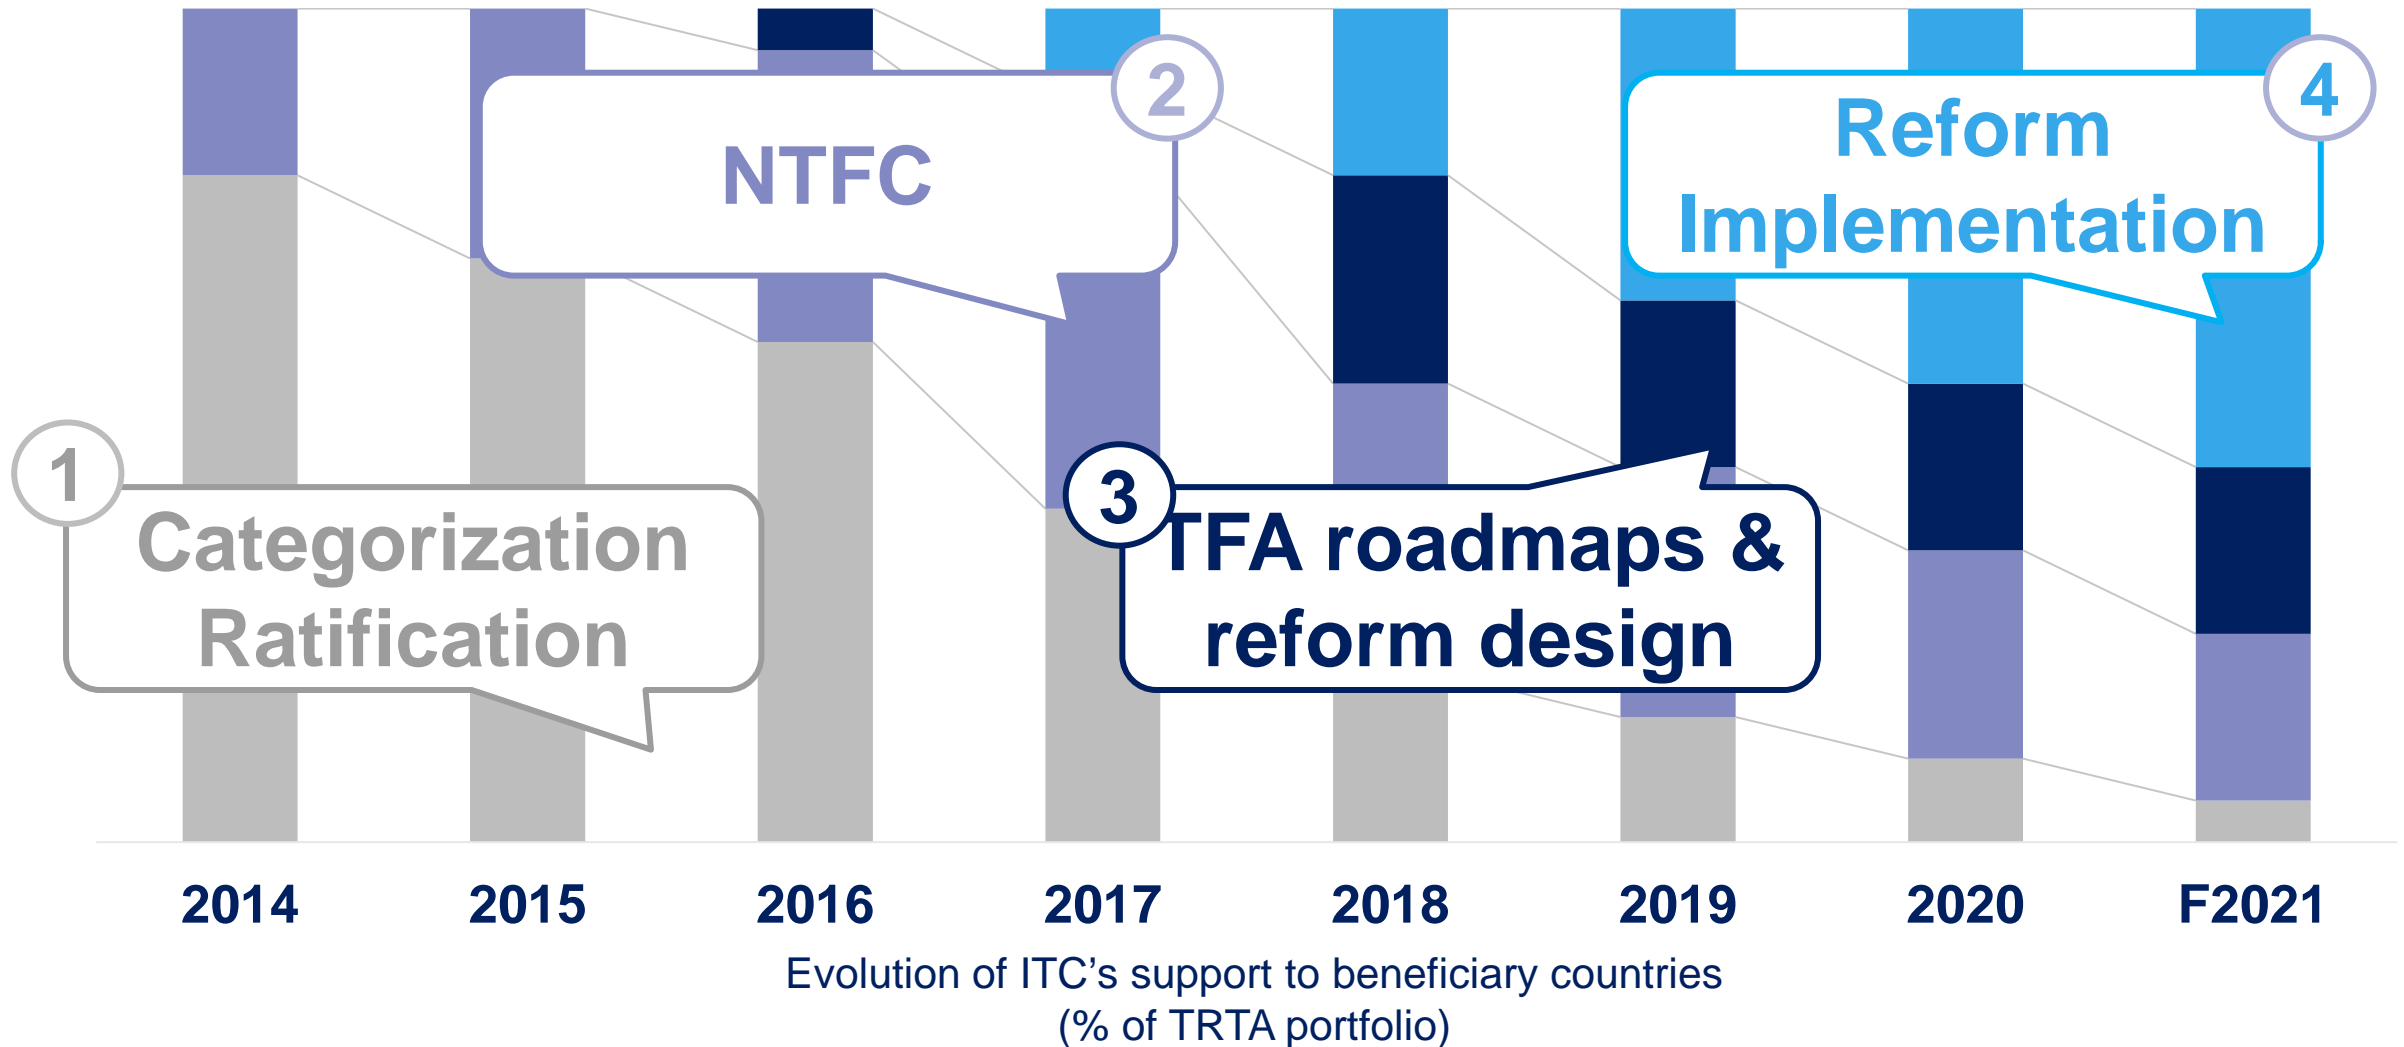 1
Categorization
Ratification
2
NTFC
3
TFA roadmaps &
reform design
4
Reform
Implementation
2014 2015 2016 2017 2018 2019 2020 F2021
Evolution of ITC’s support to beneficiary countries
(% of TRTA portfolio)